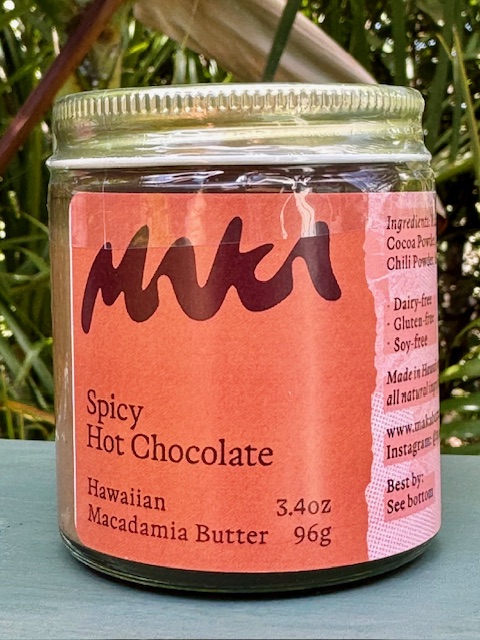 MAKA
Spicy
Hot Chocolate
Hawaiian
Macadamia Butter
3.4oz
96g
Ingredients:
Cocoa Powder,
Chili Powder,
· Dairy-free
· Gluten-free
· Soy-free
Made in Hawai
all natural
www.maka
Instagram:
Best by:
See bottom